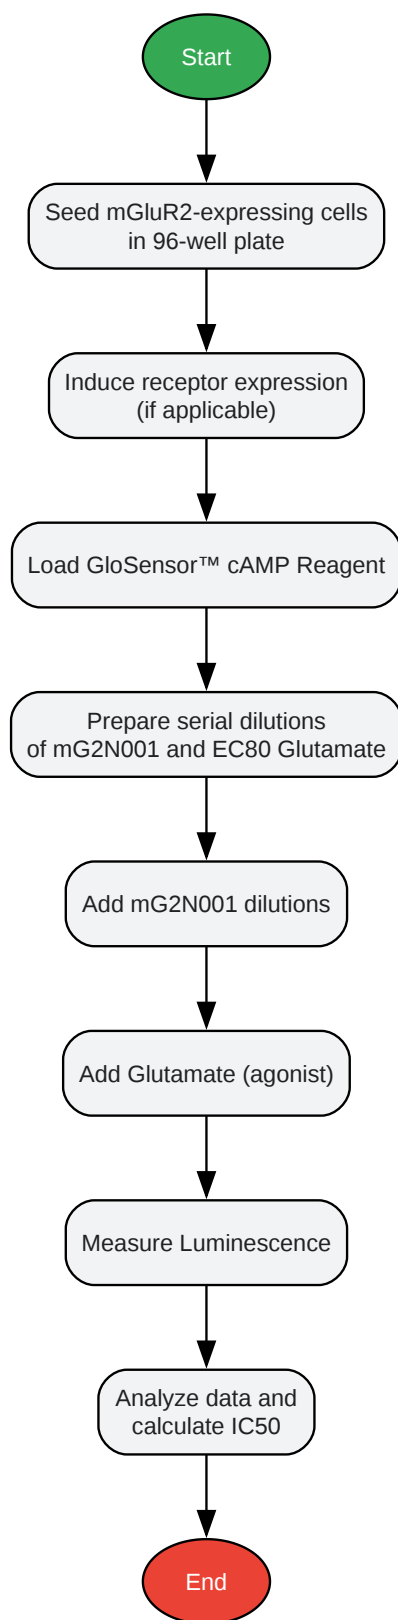 Start
Seed mGluR2-expressing cells
in 96-well plate
Induce receptor expression
(if applicable)
Load GloSensor™ cAMP Reagent
Prepare serial dilutions
of mG2N001 and EC80 Glutamate
Add mG2N001 dilutions
Add Glutamate (agonist)
Measure Luminescence
Analyze data and
calculate IC50
End